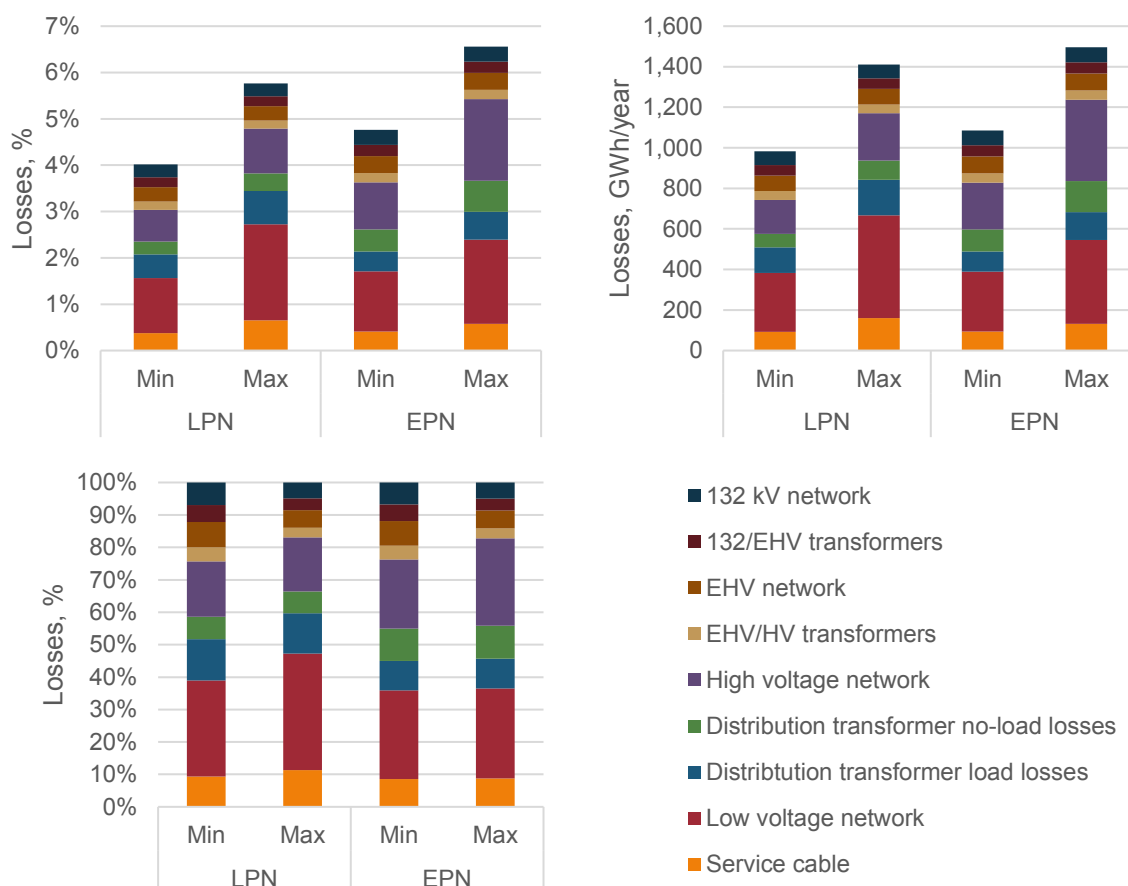 Losses, %
7%
6%
5%
4%
3%
2%
1%
0%
Min Max Min Max
LPN EPN
Losses, GWh/year
1,600
1,400
1,200
1,000
800
600
400
200
0
Min Max Min Max
LPN EPN
Losses, %
100%
90%
80%
70%
60%
50%
40%
30%
20%
10%
0%
Min Max Min Max
LPN EPN
132 kV network
132/EHV transformers
EHV network
EHV/HV transformers
High voltage network
Distribution transformer no-load losses
Distribtution transformer load losses
Low voltage network
Service cable